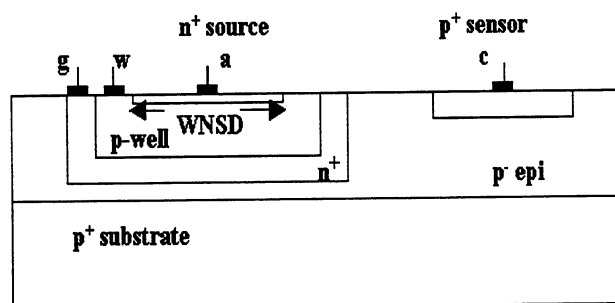 n⁺ source p⁺ sensor
g w a c
WNSD
p-well
n⁺
p⁻ epi
p⁺ substrate